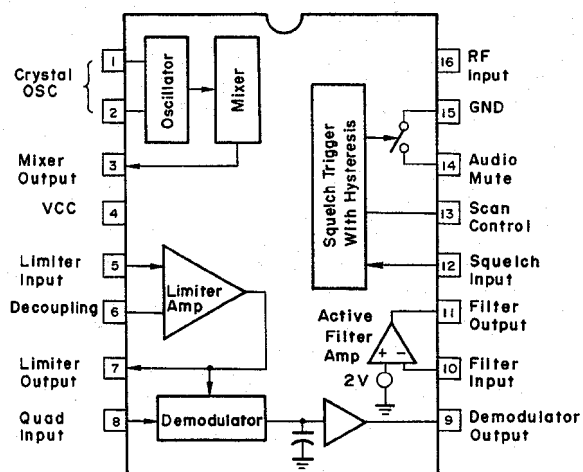 Crystal
OSC
1
2
Oscillator
Mixer
Mixer
Output
3
VCC
4
Limiter
Input
5
Decoupling
6
Limiter
Amp
Limiter
Output
7
Quad
Input
8
Demodulator
16
RF
Input
15
GND
14
Audio
Mute
Squelch Trigger
With Hysteresis
13
Scan
Control
12
Squelch
Input
11
Filter
Output
Active
Filter
Amp
+ -
2V
10
Filter
Input
9
Demodulator
Output